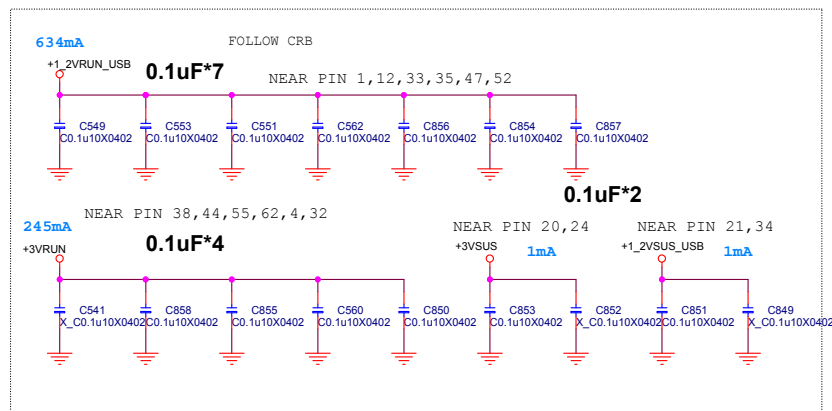 634mA
FOLLOW CRB
+1_2VRUN_USB
0.1uF*7
NEAR PIN 1,12,33,35,47,52
C549
C0.1u10X0402
C553
C0.1u10X0402
C551
C0.1u10X0402
C562
C0.1u10X0402
C856
C0.1u10X0402
C854
C0.1u10X0402
C857
C0.1u10X0402
0.1uF*2
245mA
NEAR PIN 38,44,55,62,4,32
+3VRUN
0.1uF*4
NEAR PIN 20,24
+3VSUS
1mA
NEAR PIN 21,34
+1_2VSUS_USB
1mA
C541
X_C0.1u10X0402
C858
C0.1u10X0402
C855
C0.1u10X0402
C560
C0.1u10X0402
C850
C0.1u10X0402
C853
C0.1u10X0402
C852
X_C0.1u10X0402
C851
C0.1u10X0402
C849
X_C0.1u10X0402